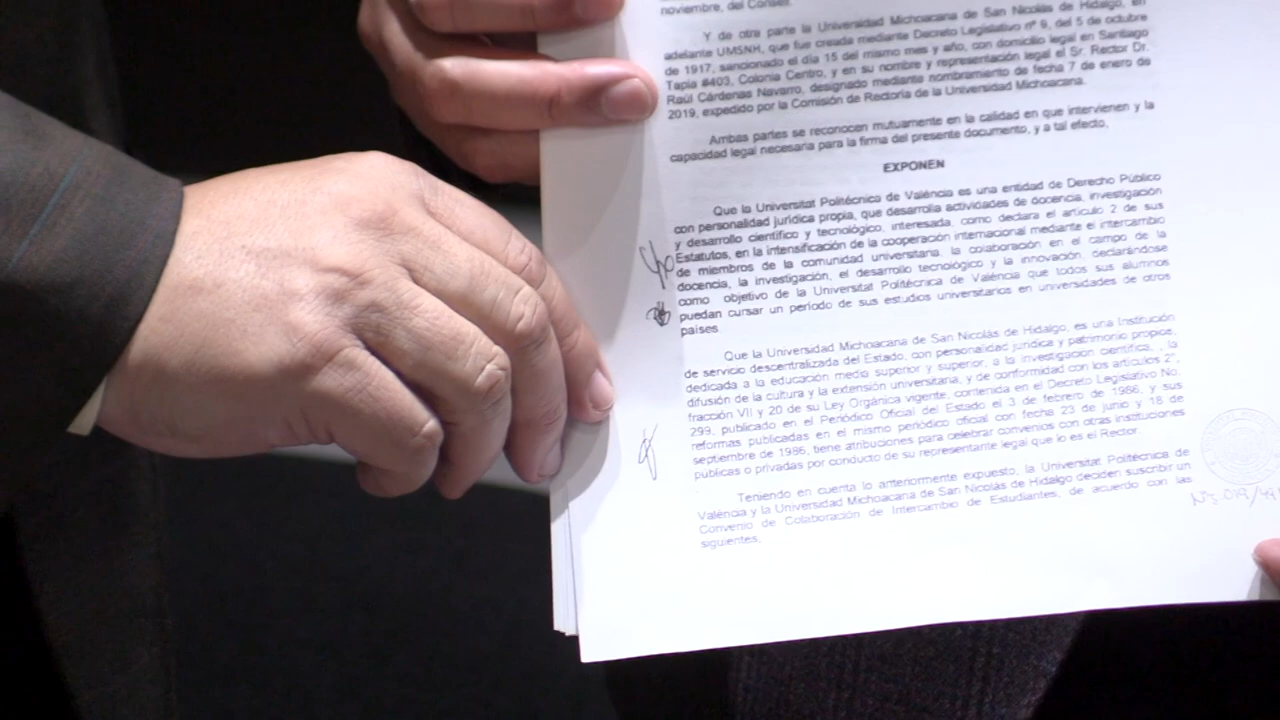 noviembre, del Consell.
Y de otra parte la Universidad Michoacana de San Nicolás de Hidalgo, en
adelante UMSNH, que fue creada mediante Decreto Legislativo nº 9, del 5 de octubre
de 1917, sancionado el día 15 del mismo mes y año, con domicilio legal en Santiago
Tapia #403, Colonia Centro, y en su nombre y representación legal el Sr. Rector Dr.
Raúl Cárdenas Navarro, designado mediante nombramiento de fecha 7 de enero de
2019, expedido por la Comisión de Rectoría de la Universidad Michoacana.
Ambas partes se reconocen mutuamente en la calidad en que intervienen y la
capacidad legal necesaria para la firma del presente documento, y a tal efecto,
EXPONEN
Que la Universitat Politècnica de València es una entidad de Derecho Público
con personalidad jurídica propia, que desarrolla actividades de docencia, investigación
y desarrollo científico y tecnológico, interesada, como declara el artículo 2 de sus
Estatutos, en la intensificación de la cooperación internacional mediante el intercambio
de miembros de la comunidad universitaria, la colaboración en el campo de la
docencia, la investigación, el desarrollo tecnológico y la innovación, declarándose
como objetivo de la Universitat Politècnica de València que todos sus alumnos
puedan cursar un período de sus estudios universitarios en universidades de otros
países.
Que la Universidad Michoacana de San Nicolás de Hidalgo, es una Institución
de servicio descentralizada del Estado, con personalidad jurídica y patrimonio propios,
dedicada a la educación media superior y superior, a la investigación científica, , la
difusión de la cultura y la extensión universitaria, y de conformidad con los artículos 2°,
fracción VII y 20 de su Ley Orgánica vigente, contenida en el Decreto Legislativo No.
299, publicado en el Periódico Oficial del Estado el 3 de febrero de 1986, y sus
reformas publicadas en el mismo periódico oficial con fecha 23 de junio y 18 de
septiembre de 1986, tiene atribuciones para celebrar convenios con otras instituciones
públicas o privadas por conducto de su representante legal que lo es el Rector.
Teniendo en cuenta lo anteriormente expuesto, la Universitat Politècnica de
València y la Universidad Michoacana de San Nicolás de Hidalgo deciden suscribir un
Convenio de Colaboración de Intercambio de Estudiantes, de acuerdo con las
siguientes,